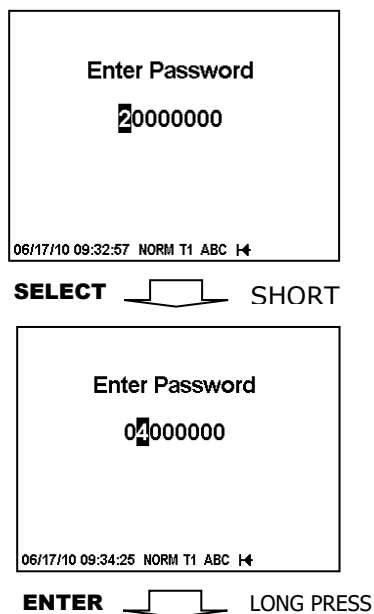 Enter Password
20000000
06/17/10 09:32:57 NORM T1 ABC
SELECT SHORT
Enter Password
04000000
06/17/10 09:34:25 NORM T1 ABC
ENTER LONG PRESS